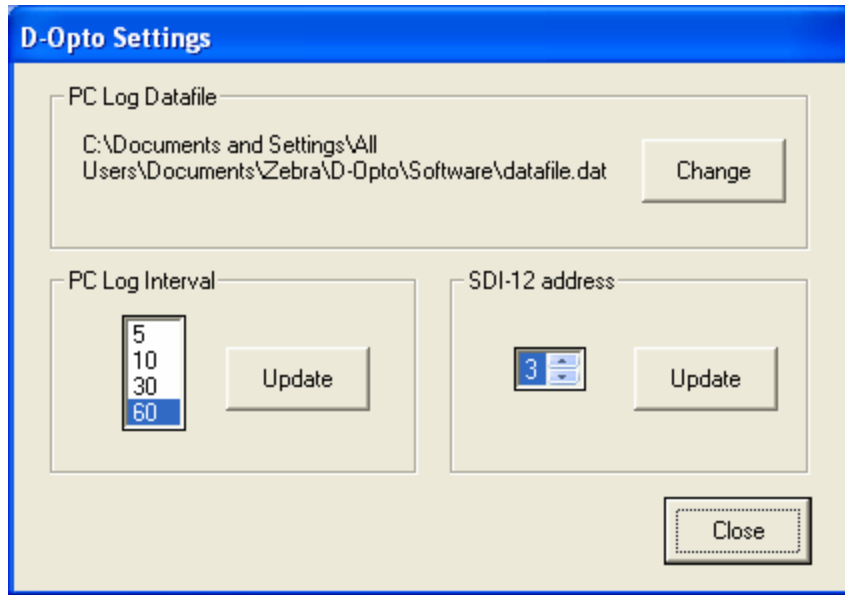 D-Opto Settings
PC Log Datafile
C:\Documents and Settings\All
Users\Documents\Zebra\D-Opto\Software\datafile.dat
Change
PC Log Interval
5
10
30
60
Update
SDI-12 address
3
Update
Close